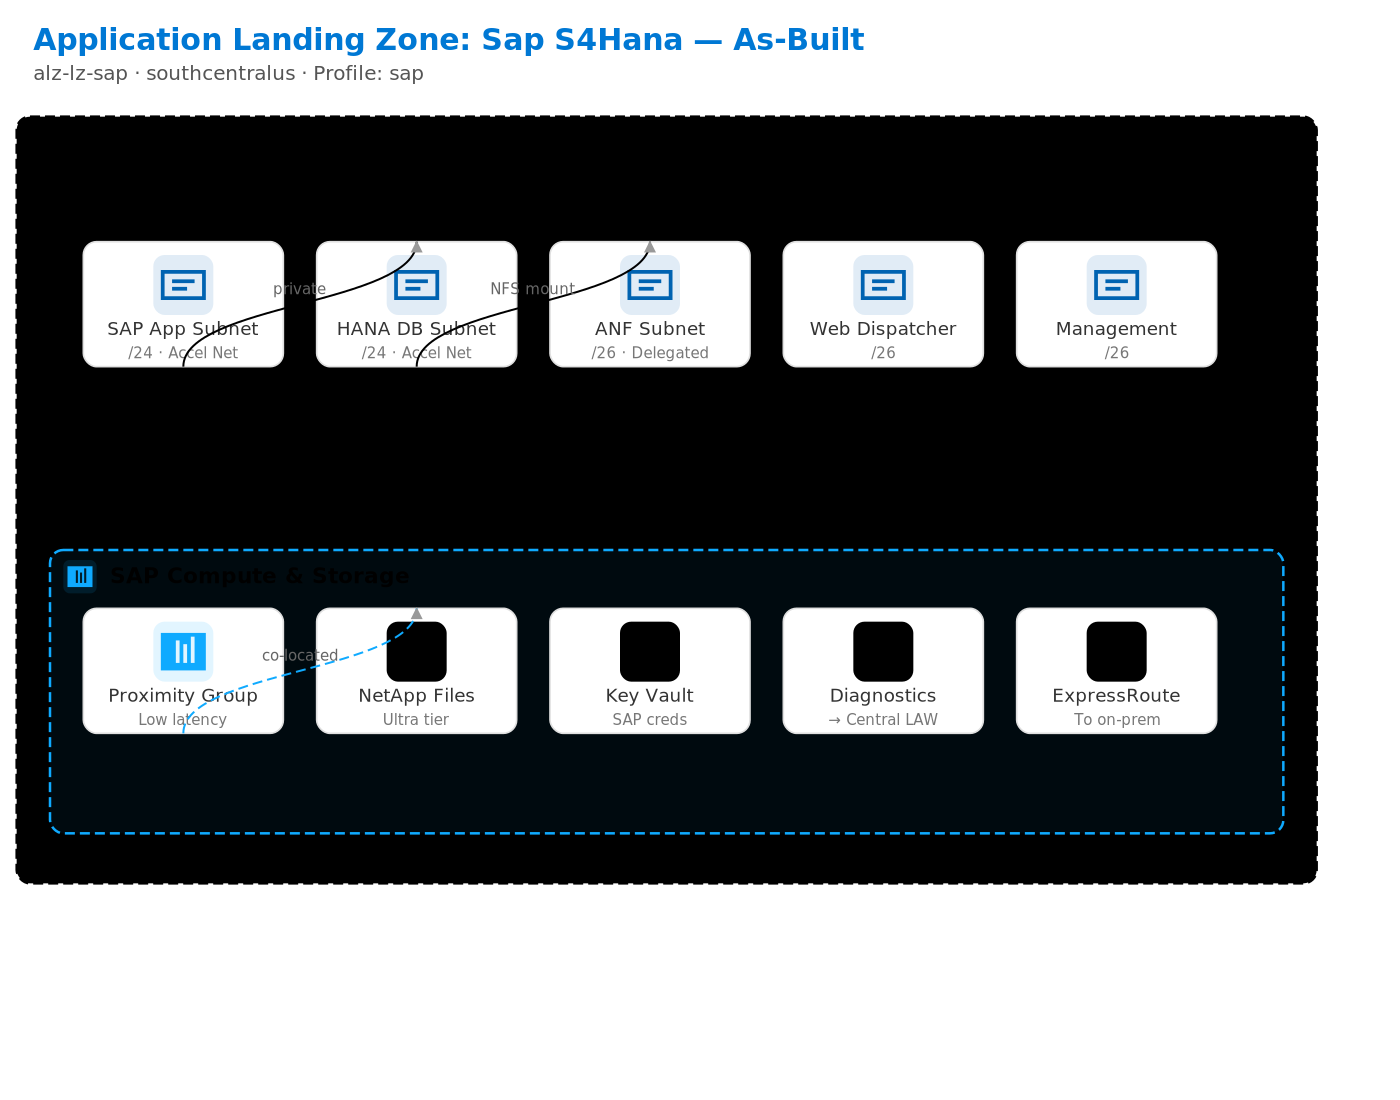 Application Landing Zone: Sap S4Hana — As-Built
alz-lz-sap · southcentralus · Profile: sap
private
NFS mount
SAP App Subnet
/24 · Accel Net
HANA DB Subnet
/24 · Accel Net
ANF Subnet
/26 · Delegated
Web Dispatcher
/26
Management
/26
SAP Compute & Storage
co-located
Proximity Group
Low latency
NetApp Files
Ultra tier
Key Vault
SAP creds
Diagnostics
→ Central LAW
ExpressRoute
To on-prem